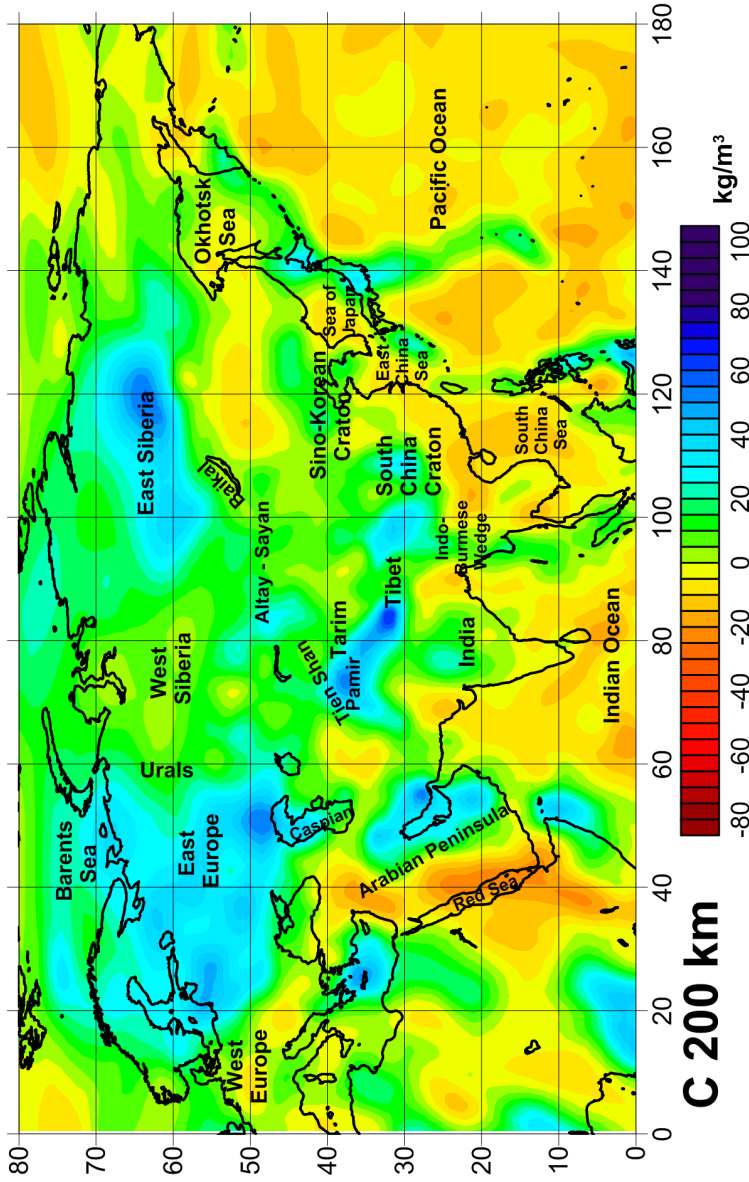 80
70
60
50
40
30
20
10
0
0
20
40
60
80
100
120
140
160
180
Barents
Sea
Urals
West
Siberia
East Siberia
East
Europe
West
Europe
Baikal
Altay - Sayan
Okhotsk
Sea
Caspian
Tien Shan
Pamir
Tarim
Tibet
Sino-Korean
Craton
Sea of
Japan
South
China
Craton
East
China
Sea
Arabian Peninsula
Red Sea
India
Indo-
Burmese
Wedge
South
China
Sea
Pacific Ocean
Indian Ocean
C 200 km
kg/m³
-80
-60
-40
-20
0
20
40
60
80
100